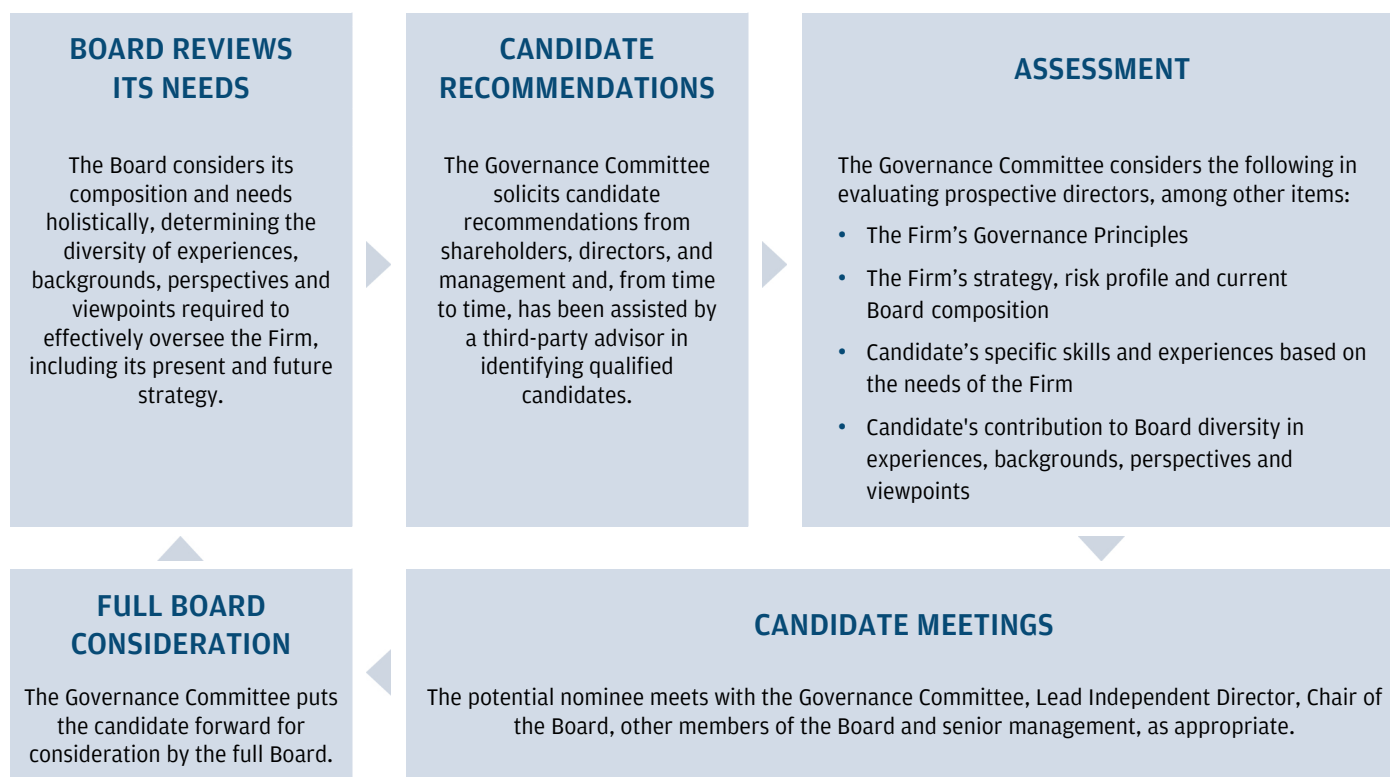 BOARD REVIEWS
ITS NEEDS
The Board considers its
composition and needs
holistically, determining the
diversity of experiences,
backgrounds, perspectives and
viewpoints required to
effectively oversee the Firm,
including its present and future
strategy.
CANDIDATE
RECOMMENDATIONS
The Governance Committee
solicits candidate
recommendations from
shareholders, directors, and
management and, from time
to time, has been assisted by
a third-party advisor in
identifying qualified
candidates.
ASSESSMENT
The Governance Committee considers the following in
evaluating prospective directors, among other items:
• The Firm’s Governance Principles
• The Firm’s strategy, risk profile and current
Board composition
• Candidate’s specific skills and experiences based on
the needs of the Firm
• Candidate's contribution to Board diversity in
experiences, backgrounds, perspectives and
viewpoints
CANDIDATE MEETINGS
The potential nominee meets with the Governance Committee, Lead Independent Director, Chair of
the Board, other members of the Board and senior management, as appropriate.
FULL BOARD
CONSIDERATION
The Governance Committee puts
the candidate forward for
consideration by the full Board.